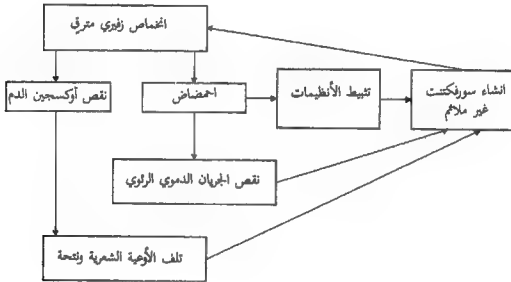 انخماص زفيري مترقٍ
نقص أوكسجين الدم
احمضاض
تثبيط الأنظيمات
انشاء سورفكتنت
غير ملائم
نقص الجريان الدموي الرئوي
تلف الأوعية الشعرية ونتحة